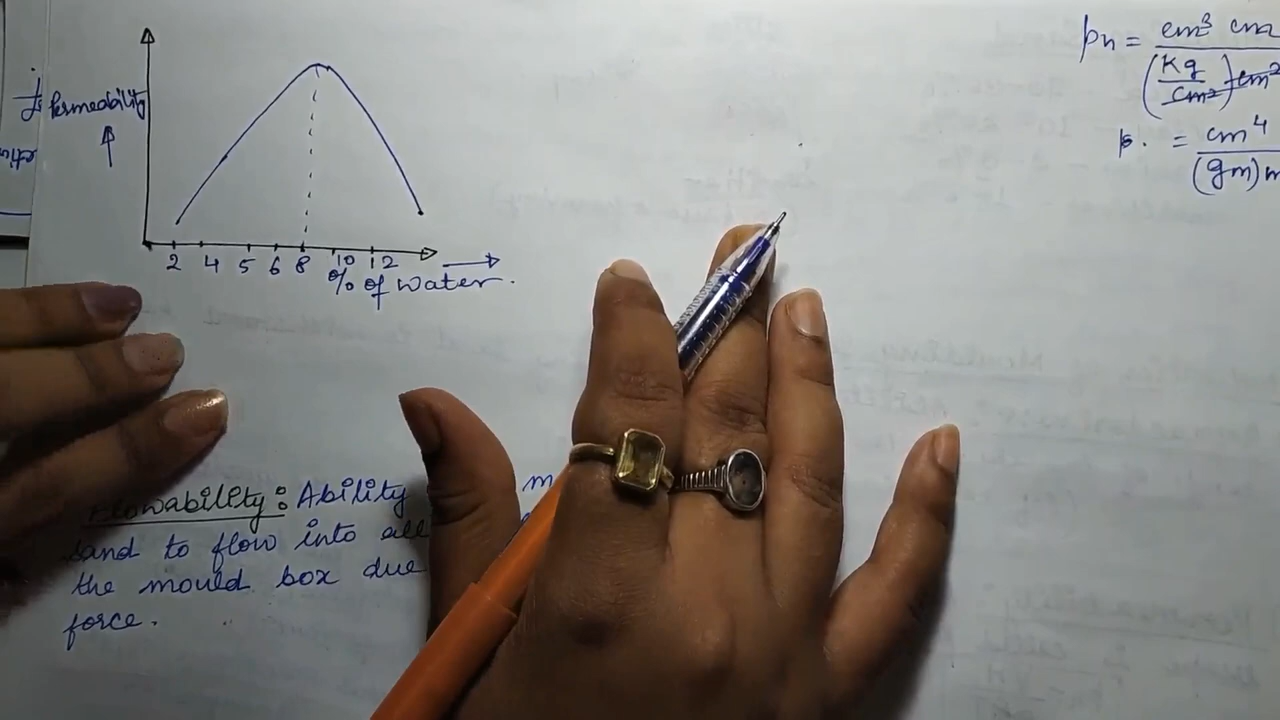 Permeability
2 4 5 6 8 10 12
% of water.
pn = cm³ cm
(Kg
cm²) cm²
p. = cm⁴
(gm) m
Flowability: Ability m
sand to flow into all
the mould box due
force.